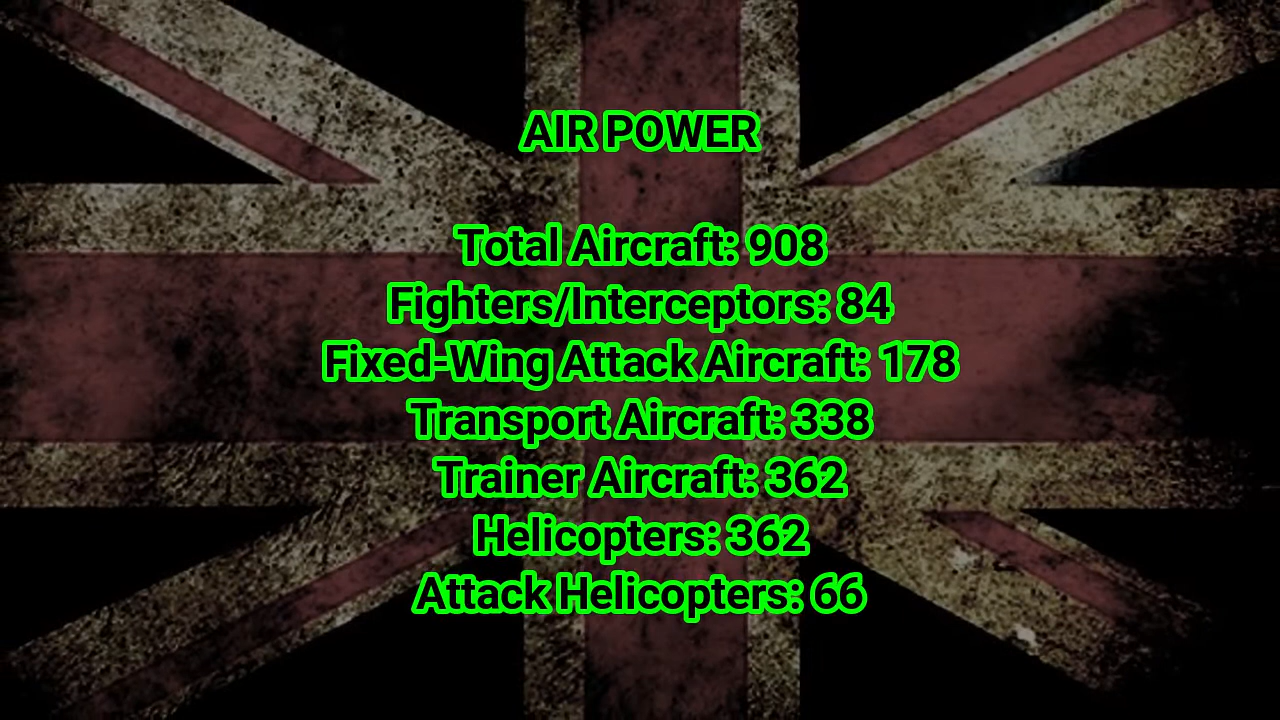 AIR POWER
Total Aircraft: 908
Fighters/Interceptors: 84
Fixed-Wing Attack Aircraft: 178
Transport Aircraft: 338
Trainer Aircraft: 362
Helicopters: 362
Attack Helicopters: 66